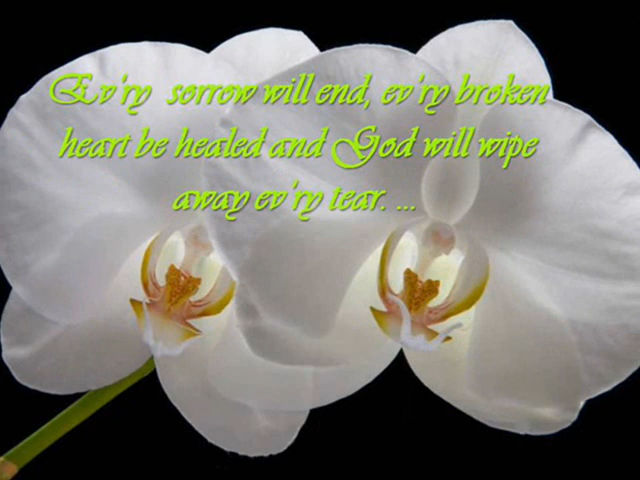 Ev'ry sorrow will end, ev'ry broken
heart be healed and God will wipe
away ev'ry tear. ...